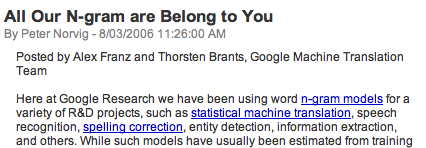 All Our N-gram are Belong to You
By Peter Norvig - 8/03/2006 11:26:00 AM
Posted by Alex Franz and Thorsten Brants, Google Machine Translation
Team
Here at Google Research we have been using word n-gram models for a
variety of R&D projects, such as statistical machine translation, speech
recognition, spelling correction, entity detection, information extraction,
and others. While such models have usually been estimated from training